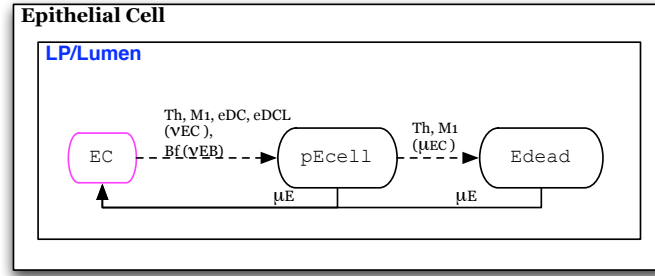 Epithelial Cell
LP/Lumen
Th, M1, eDC, eDCL
(νEC ),
Bf (νEB)
Th, M1
(μEC)
EC
pEcell
Edead
μE
μE